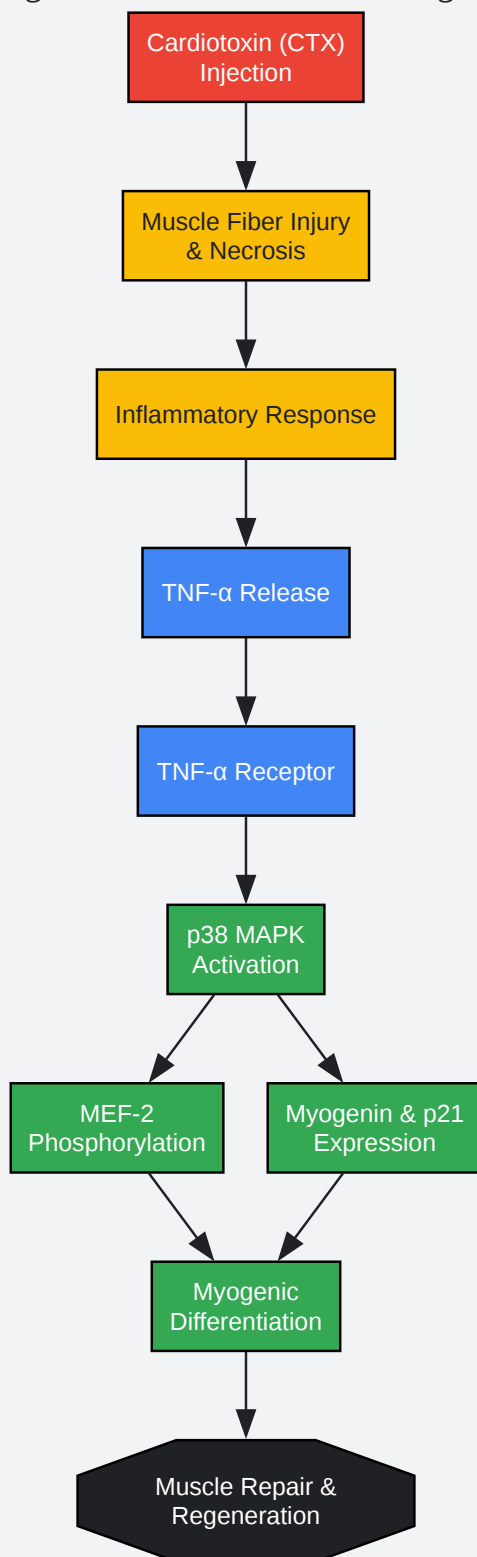 Cardiotoxin (CTX)
Injection
Muscle Fiber Injury
& Necrosis
Inflammatory Response
TNF-α Release
TNF-α Receptor
p38 MAPK
Activation
MEF-2
Phosphorylation
Myogenin & p21
Expression
Myogenic
Differentiation
Muscle Repair &
Regeneration